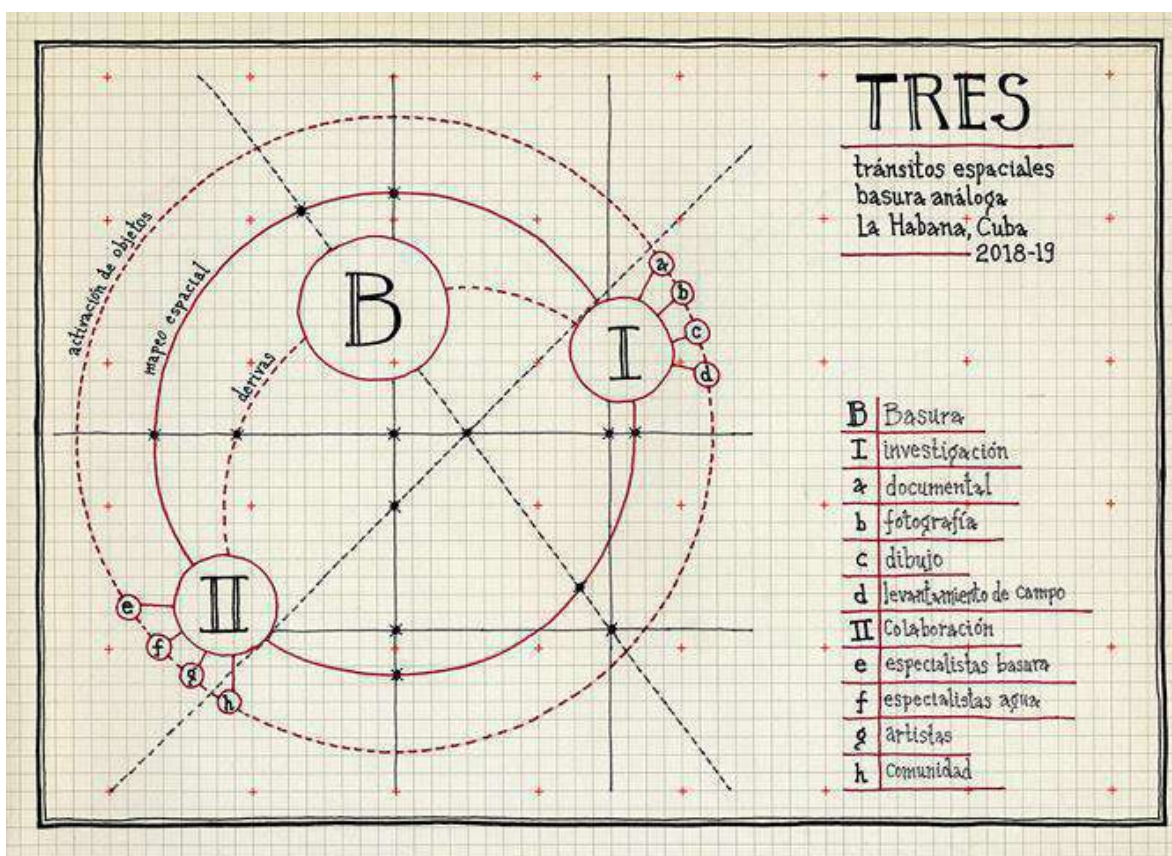 TRES
tránsitos espaciales
basura análoga
La Habana, Cuba
2018-19
activación de objetos
mapeo espacial
derivas
B
I
a
b
c
d
II
e
f
g
h
B Basura
I investigación
a documental
b fotografía
c dibujo
d levantamiento de campo
II Colaboración
e especialistas basura
f especialistas agua
g artistas
h Comunidad